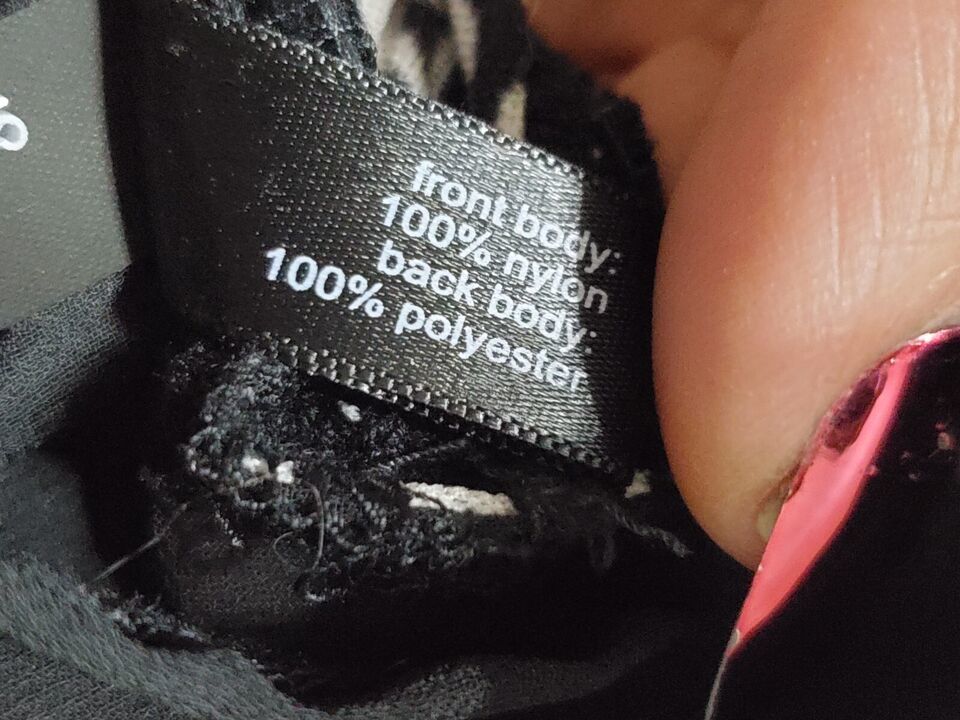 front body:
100% nylon
back body:
100% polyester